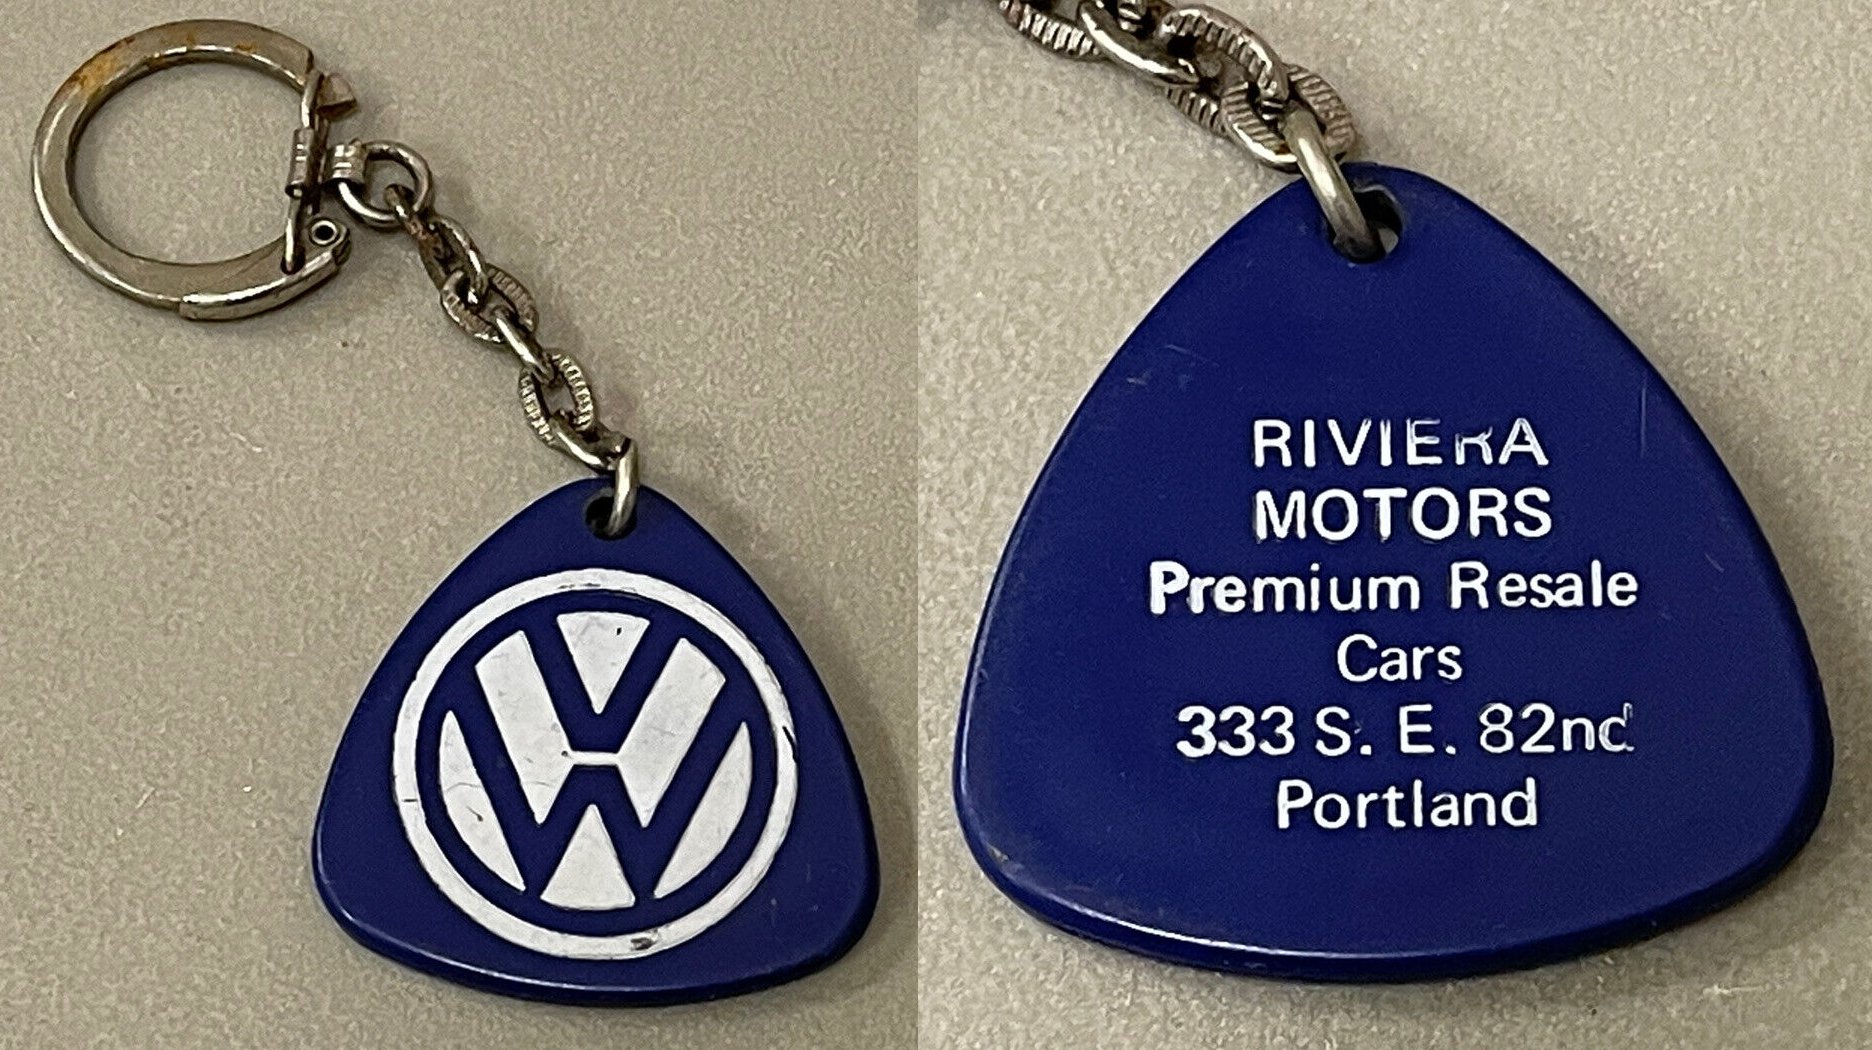 VW
RIVIERA
MOTORS
Premium Resale
Cars
333 S. E. 82nd
Portland